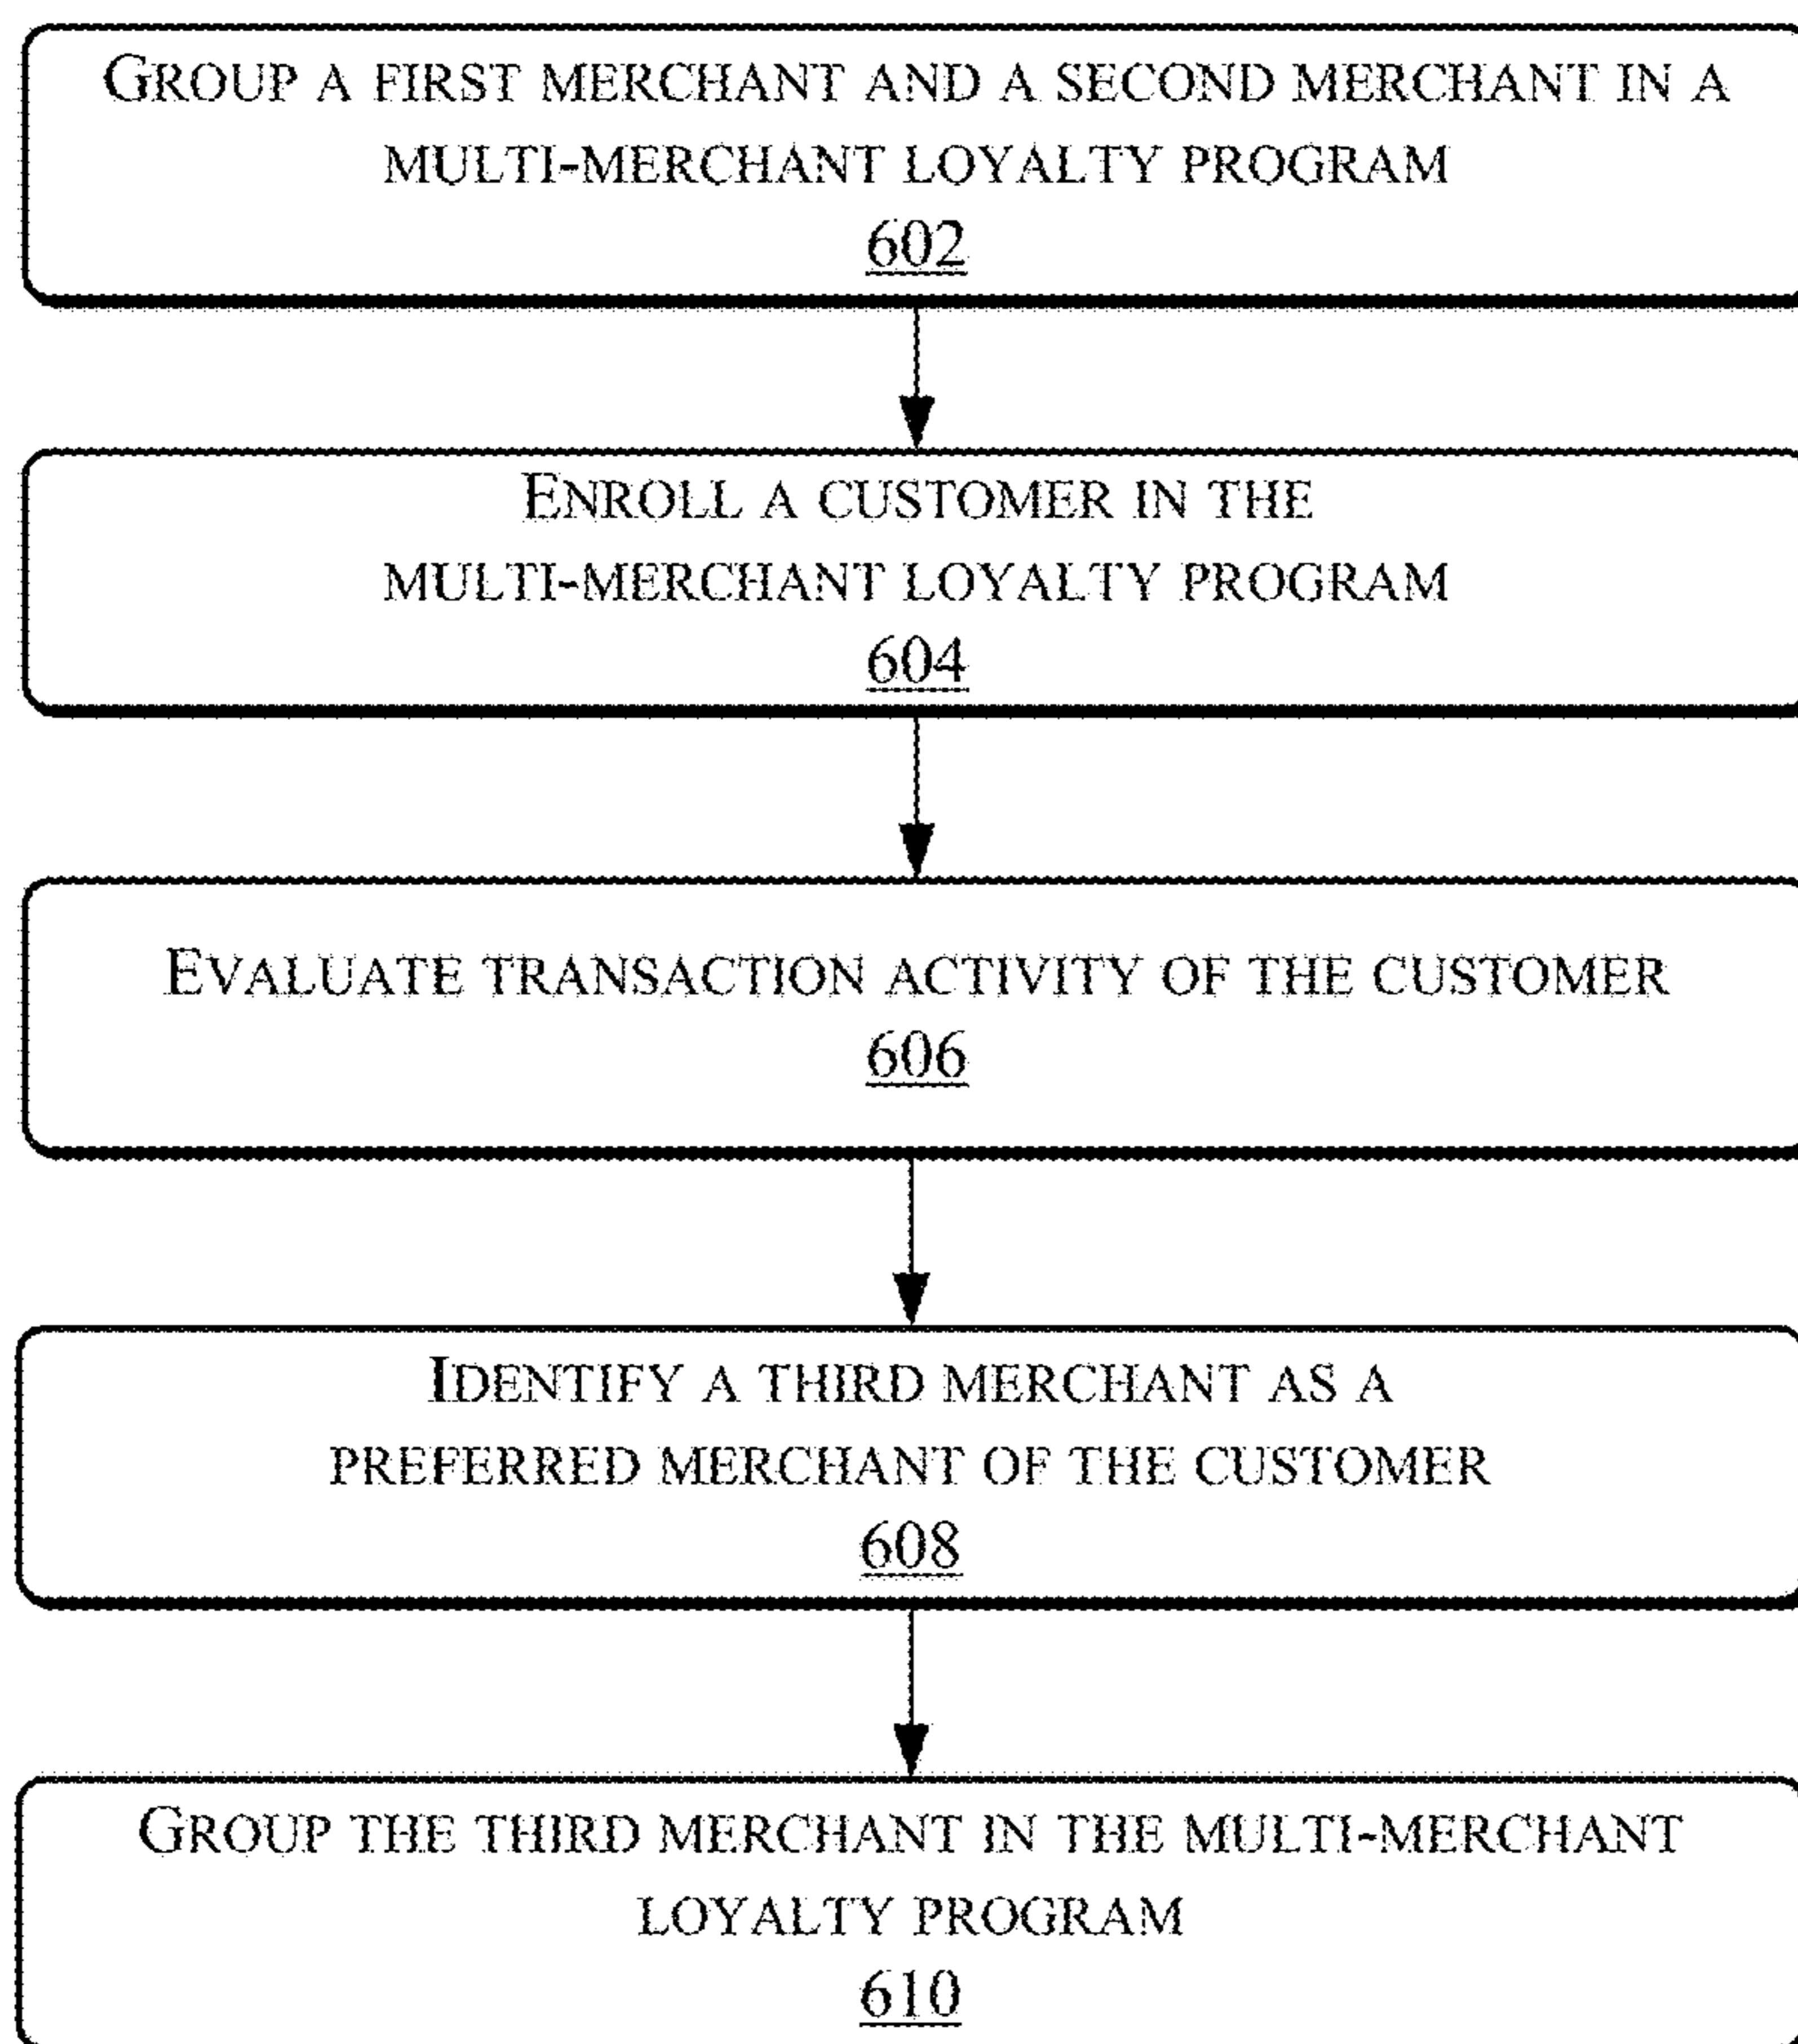 GROUP A FIRST MERCHANT AND A SECOND MERCHANT IN A
MULTI-MERCHANT LOYALTY PROGRAM
602
ENROLL A CUSTOMER IN THE
MULTI-MERCHANT LOYALTY PROGRAM
604
EVALUATE TRANSACTION ACTIVITY OF THE CUSTOMER
606
IDENTIFY A THIRD MERCHANT AS A
PREFERRED MERCHANT OF THE CUSTOMER
608
GROUP THE THIRD MERCHANT IN THE MULTI-MERCHANT
LOYALTY PROGRAM
610